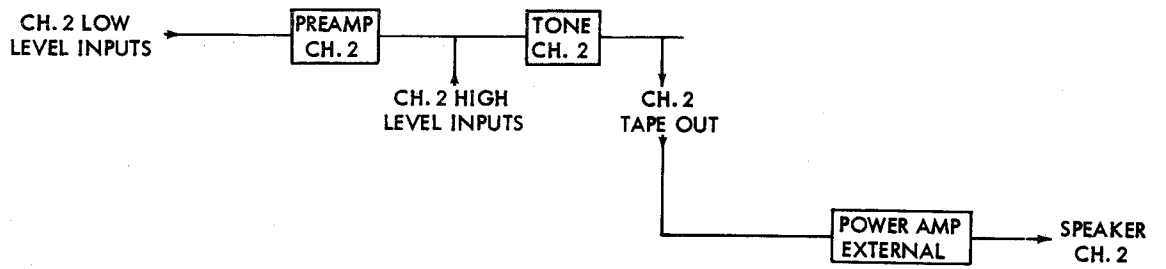 CH. 2 LOW
LEVEL INPUTS
PREAMP
CH. 2
CH. 2 HIGH
LEVEL INPUTS
TONE
CH. 2
CH. 2
TAPE OUT
POWER AMP
EXTERNAL
SPEAKER
CH. 2